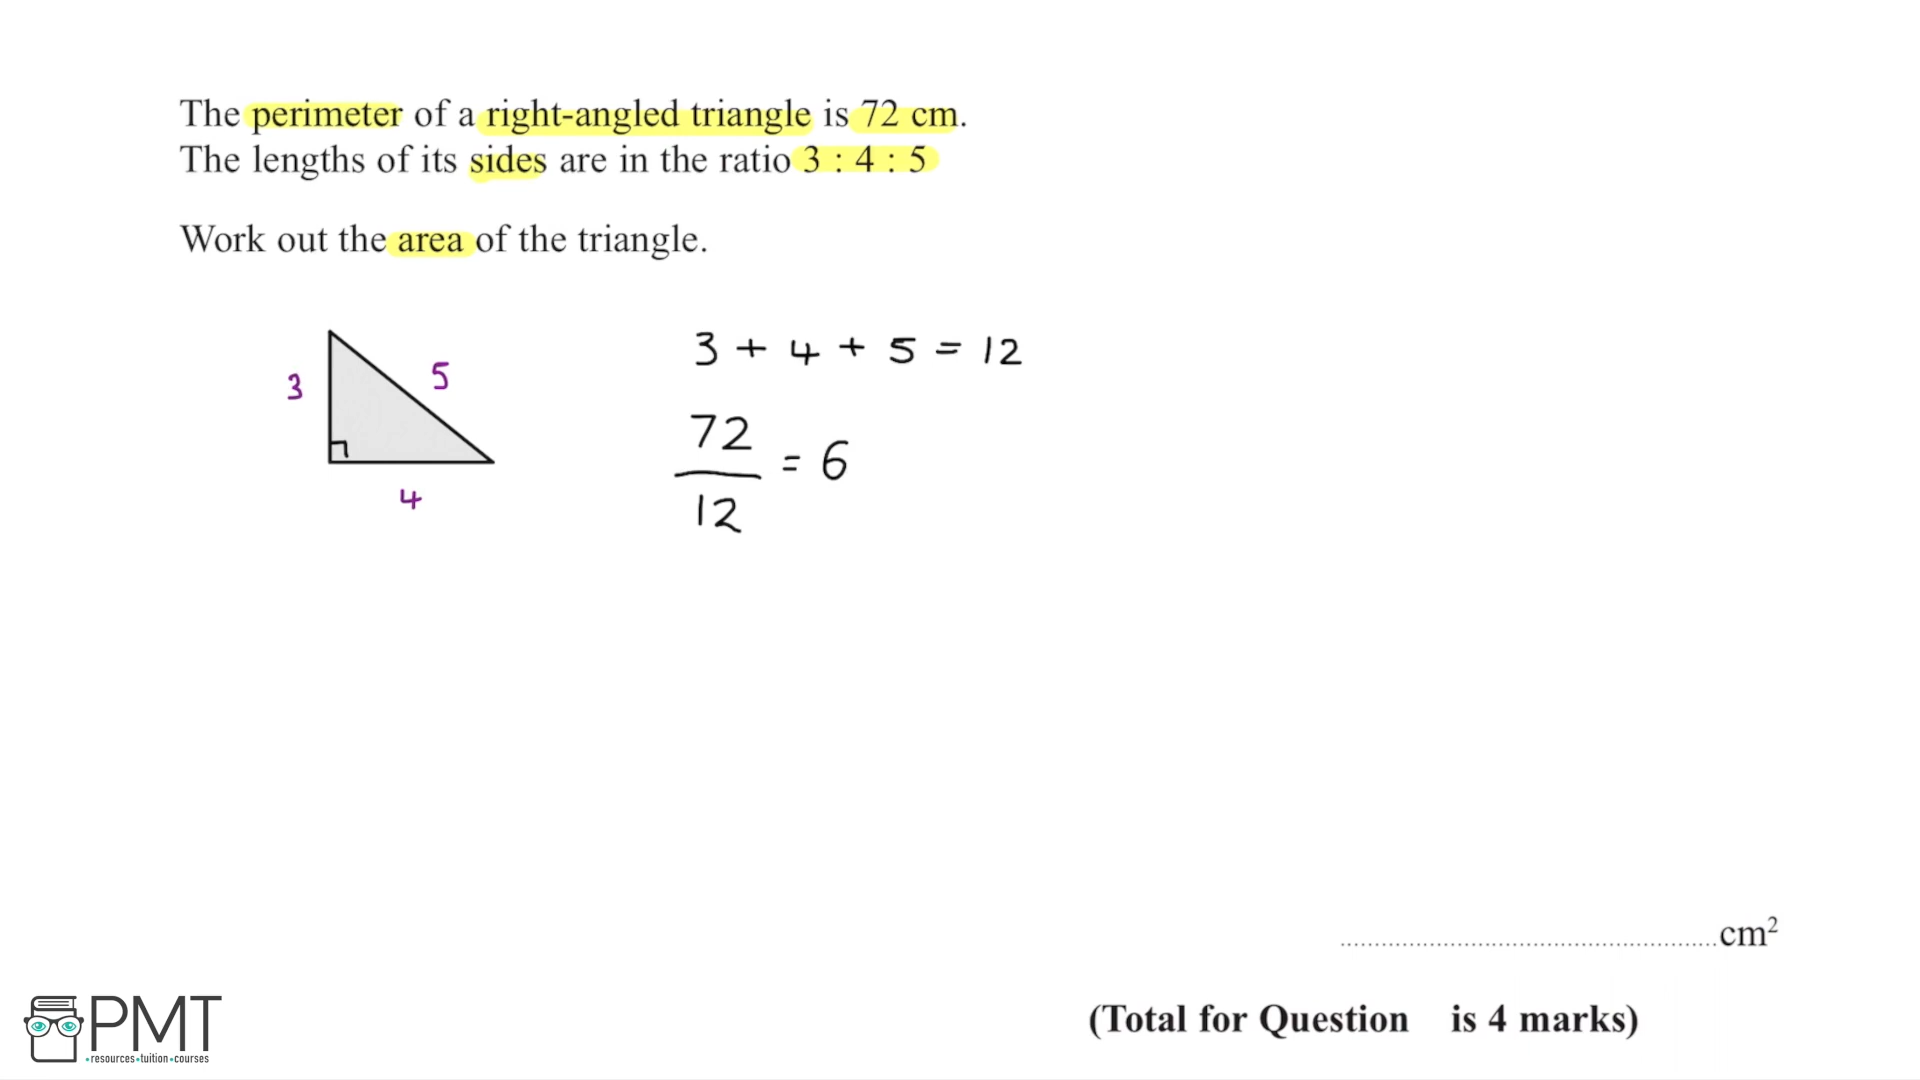 The perimeter of a right-angled triangle is 72 cm.
The lengths of its sides are in the ratio 3 : 4 : 5
Work out the area of the triangle.
3
5
4
3 + 4 + 5 = 12
72
12
= 6
........................................................cm²
(Total for Question is 4 marks)
PMT
•resources•tuition•courses